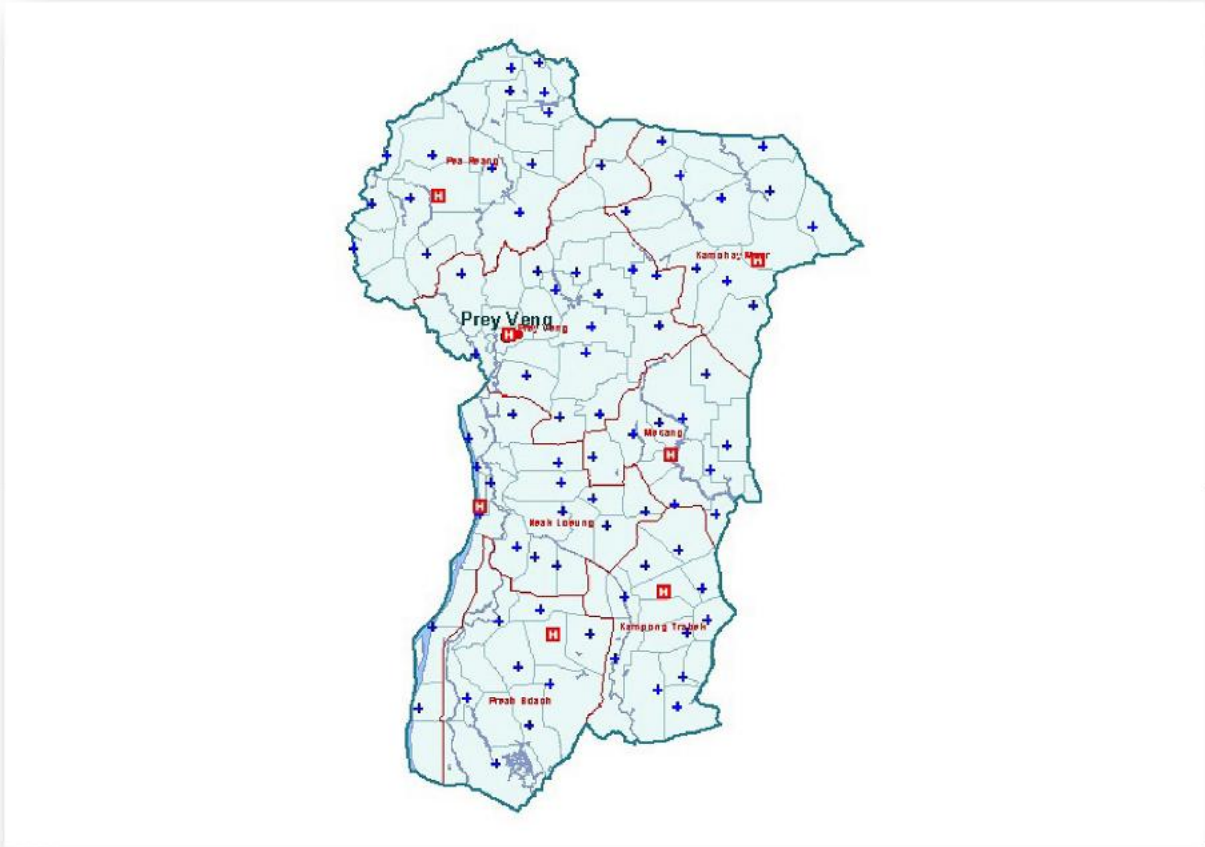 Pea Reang
H
Kamchay Mear
H
Prey Veng
H
Prey Veng
Mesang
H
H
Neak Loeung
H
Kampong Trabek
H
Preah Sdach